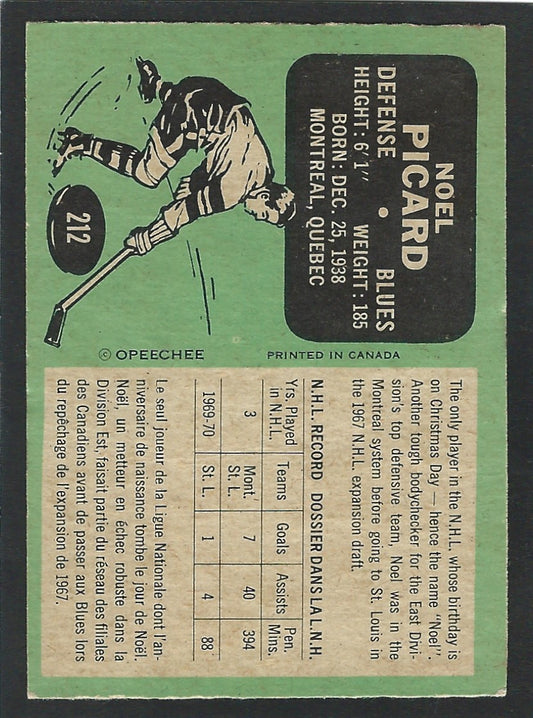 NOEL
PICARD
DEFENSE • BLUES
HEIGHT: 6'1" WEIGHT: 185
BORN: DEC. 25, 1938
MONTREAL, QUEBEC
212
© OPEECHEE
PRINTED IN CANADA
The only player in the N.H.L. whose birthday is
on Christmas Day — hence the name "Noel".
Another tough bodychecker for the East Divi-
sion's top defensive team, Noel was in the
Montreal system before going to St. Louis in
the 1967 N.H.L. expansion draft.
N.H.L. RECORD DOSSIER DANS LA L.N.H.
Yrs. Played in N.H.L. Teams Goals Assists Pen. Mins.
3 Mont. St. L. 7 40 394
1969-70 St. L. 1 4 88
Le seul joueur de la Ligue Nationale dont l'an-
niversaire de naissance tombe le jour de Noël.
Noël, un metteur en échec robuste dans la
Division Est, faisait partie du réseau des filiales
des Canadiens avant de passer aux Blues lors
du repêchage de l'expansion de 1967.